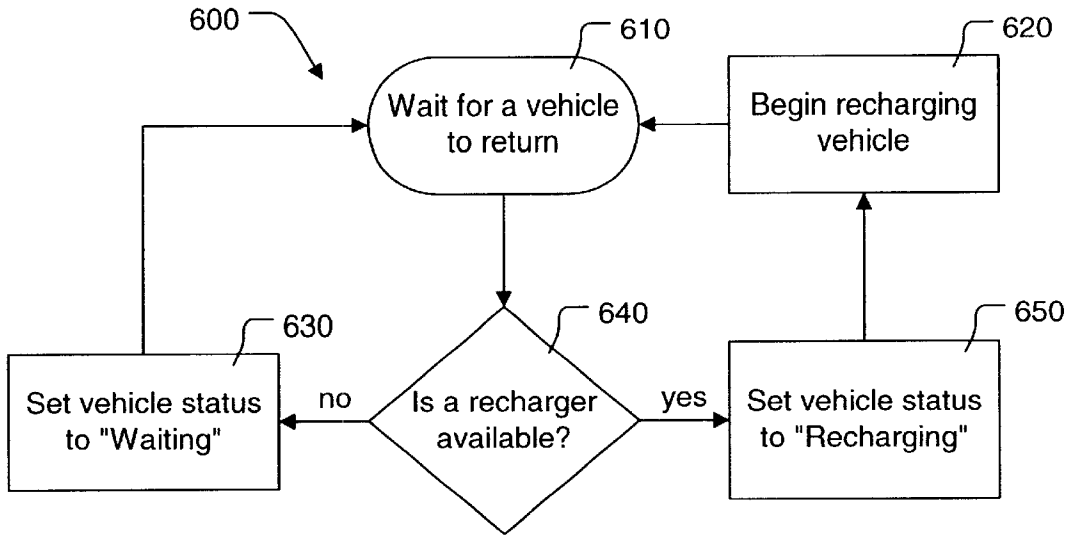 600
610
620
Wait for a vehicle
to return
Begin recharging
vehicle
630
640
650
Set vehicle status
to "Waiting"
no
Is a recharger
available?
yes
Set vehicle status
to "Recharging"